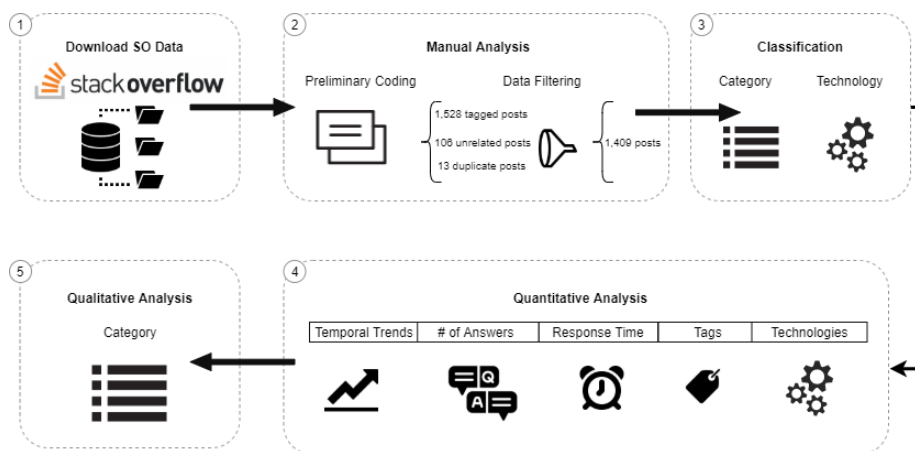 1
Download SO Data
stackoverflow
2
Manual Analysis
Preliminary Coding
Data Filtering
1,528 tagged posts
106 unrelated posts
13 duplicate posts
1,409 posts
3
Classification
Category
Technology
5
Qualitative Analysis
Category
4
Quantitative Analysis
Temporal Trends
# of Answers
Response Time
Tags
Technologies
Q
A